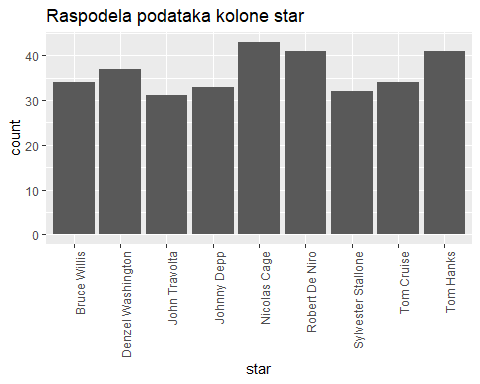 Raspodela podataka kolone star
count
40
30
20
10
0
Bruce Willis
Denzel Washington
John Travolta
Johnny Depp
Nicolas Cage
Robert De Niro
Sylvester Stallone
Tom Cruise
Tom Hanks
star